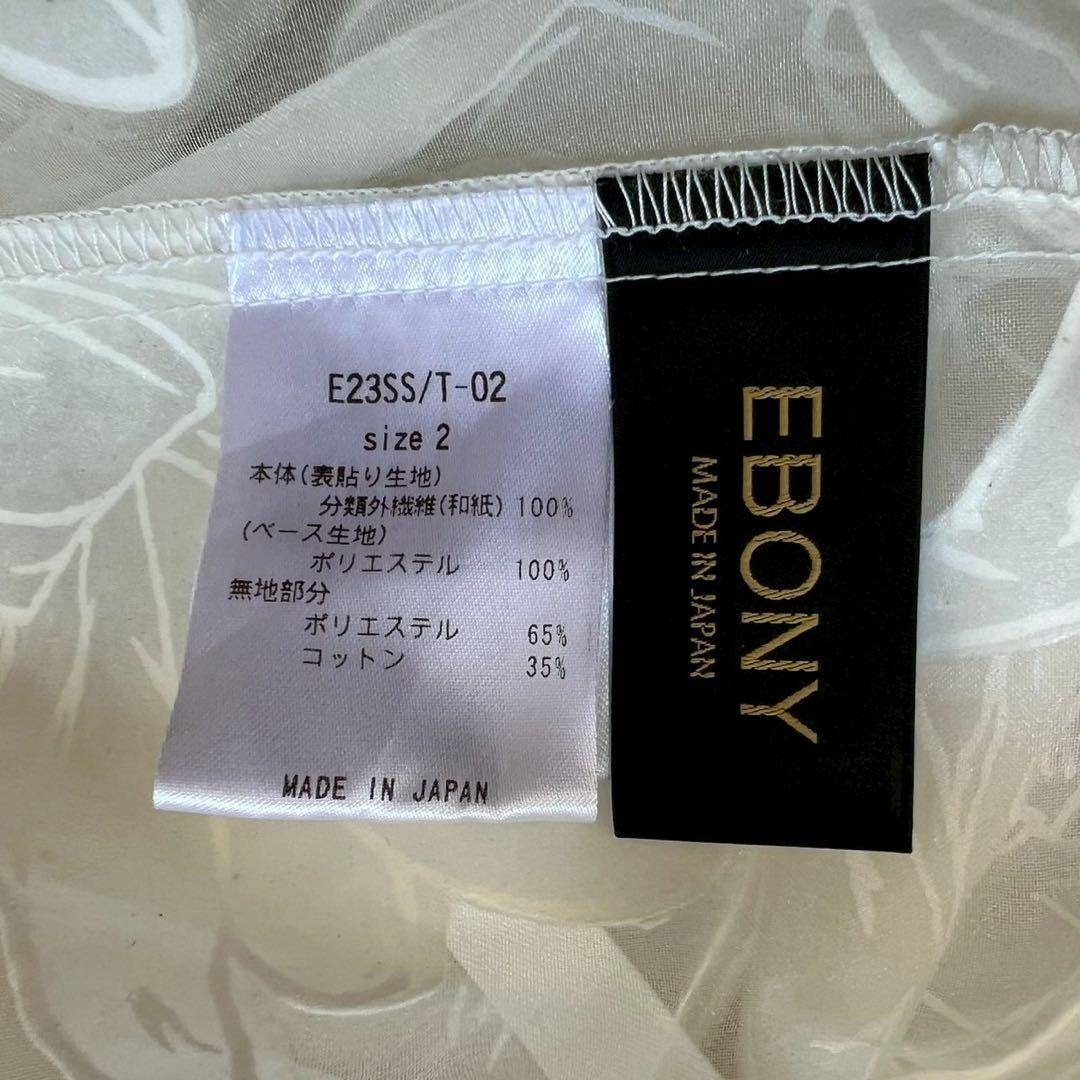 E23SS/T-02
size 2
本体(表貼り生地)
分類外繊維(和紙) 100%
(ベース生地)
ポリエステル 100%
無地部分
ポリエステル 65%
コットン 35%
MADE IN JAPAN
EBONY
MADE IN JAPAN